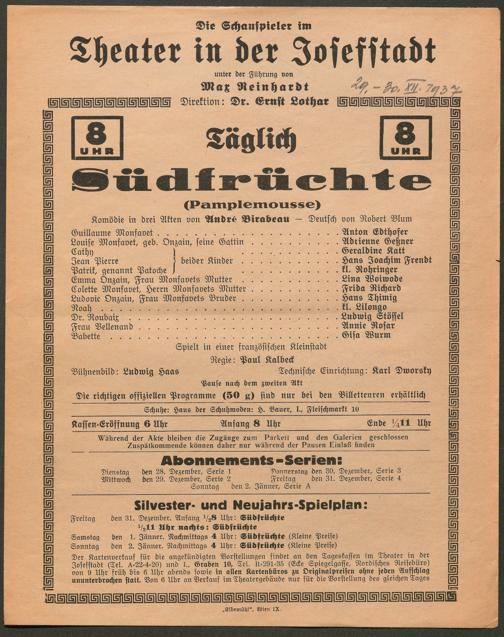 Die Schauspieler im
Theater in der Josefstadt
unter der Führung von
Max Reinhardt
Direktion: Dr. Ernst Lothar
29. - 30. XII. 1937
8 UHR
Täglich
8 UHR
Südfrüchte
(Pamplemousse)
Komödie in drei Akten von André Birabeau — Deutsch von Robert Blum
Guillaume Monfavet . . . Anton Edthofer
Louise Monfavet, geb. Onzain, seine Gattin . . . Adrienne Geßner
Cathy . . . Geraldine Katt
Jean Pierre } beider Kinder . . . Hans Joachim Frendt
Patrik, genannt Patoche . . . kl. Rohringer
Emma Onzain, Frau Monfavets Mutter . . . Lina Woiwode
Colette Monfavet, Herrn Monfavets Mutter . . . Frida Richard
Ludovic Onzain, Frau Monfavets Bruder . . . Hans Thimig
Noah . . . kl. Lilongo
Dr. Roubaix . . . Ludwig Stössel
Frau Bellenand . . . Annie Rosar
Babette . . . Gisa Wurm
Spielt in einer französischen Kleinstadt
Regie: Paul Kalbeck
Bühnenbild: Ludwig Haas Technische Einrichtung: Karl Dworsky
Pause nach dem zweiten Akt
Die richtigen offiziellen Programme (50 g) sind nur bei den Billettenren erhältlich
Schuhe: Haus der Schuhmoden: H. Bauer, I., Fleischmarkt 10
Kassen-Eröffnung 6 Uhr Anfang 8 Uhr Ende ¼11 Uhr
Während der Akte bleiben die Zugänge zum Parkett und den Galerien geschlossen
Zuspätkommende können daher nur während der Pausen Einlaß finden
Abonnements-Serien:
Dienstag den 28. Dezember, Serie 1 Donnerstag den 30. Dezember, Serie 3
Mittwoch den 29. Dezember, Serie 2 Freitag den 31. Dezember, Serie 4
Sonntag den 2. Jänner, Serie A
Silvester- und Neujahrs-Spielplan:
Freitag den 31. Dezember, Anfang ½8 Uhr: Südfrüchte
½11 Uhr nachts: Südfrüchte
Samstag den 1. Jänner, Nachmittags 4 Uhr: Südfrüchte (Kleine Preise)
Sonntag den 2. Jänner, Nachmittags 4 Uhr: Südfrüchte (Kleine Preise)
Der Kartenverkauf für die angekündigten Vorstellungen findet an den Tageskassen im Theater in der
Josefstadt (Tel. A-22-4-20) und I., Graben 10, Tel. R-291-35 (Ecke Spiegelgasse, Nordisches Reisebüro)
von 9 Uhr früh bis 6 Uhr abends sowie in allen Kartenbüros zu Originalpreisen ohne jeden Aufschlag
ununterbrochen statt. Von 6 Uhr an Verkauf im Theatergebäude nur für die Vorstellung des gleichen Tages
„Elbemühl", Wien IX.